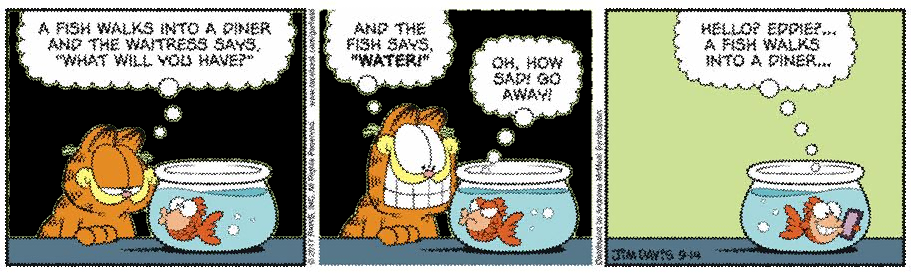 A FISH WALKS INTO A DINER
AND THE WAITRESS SAYS,
"WHAT WILL YOU HAVE?"
AND THE
FISH SAYS,
"WATER!"
OH, HOW
SAD! GO
AWAY!
HELLO? EDDIE?...
A FISH WALKS
INTO A DINER...
www.facebook.com/garfield
© 2017 PAWS, INC. All Rights Reserved.
Distributed by Andrews McMeel Syndication
JIM DAVIS 9-14